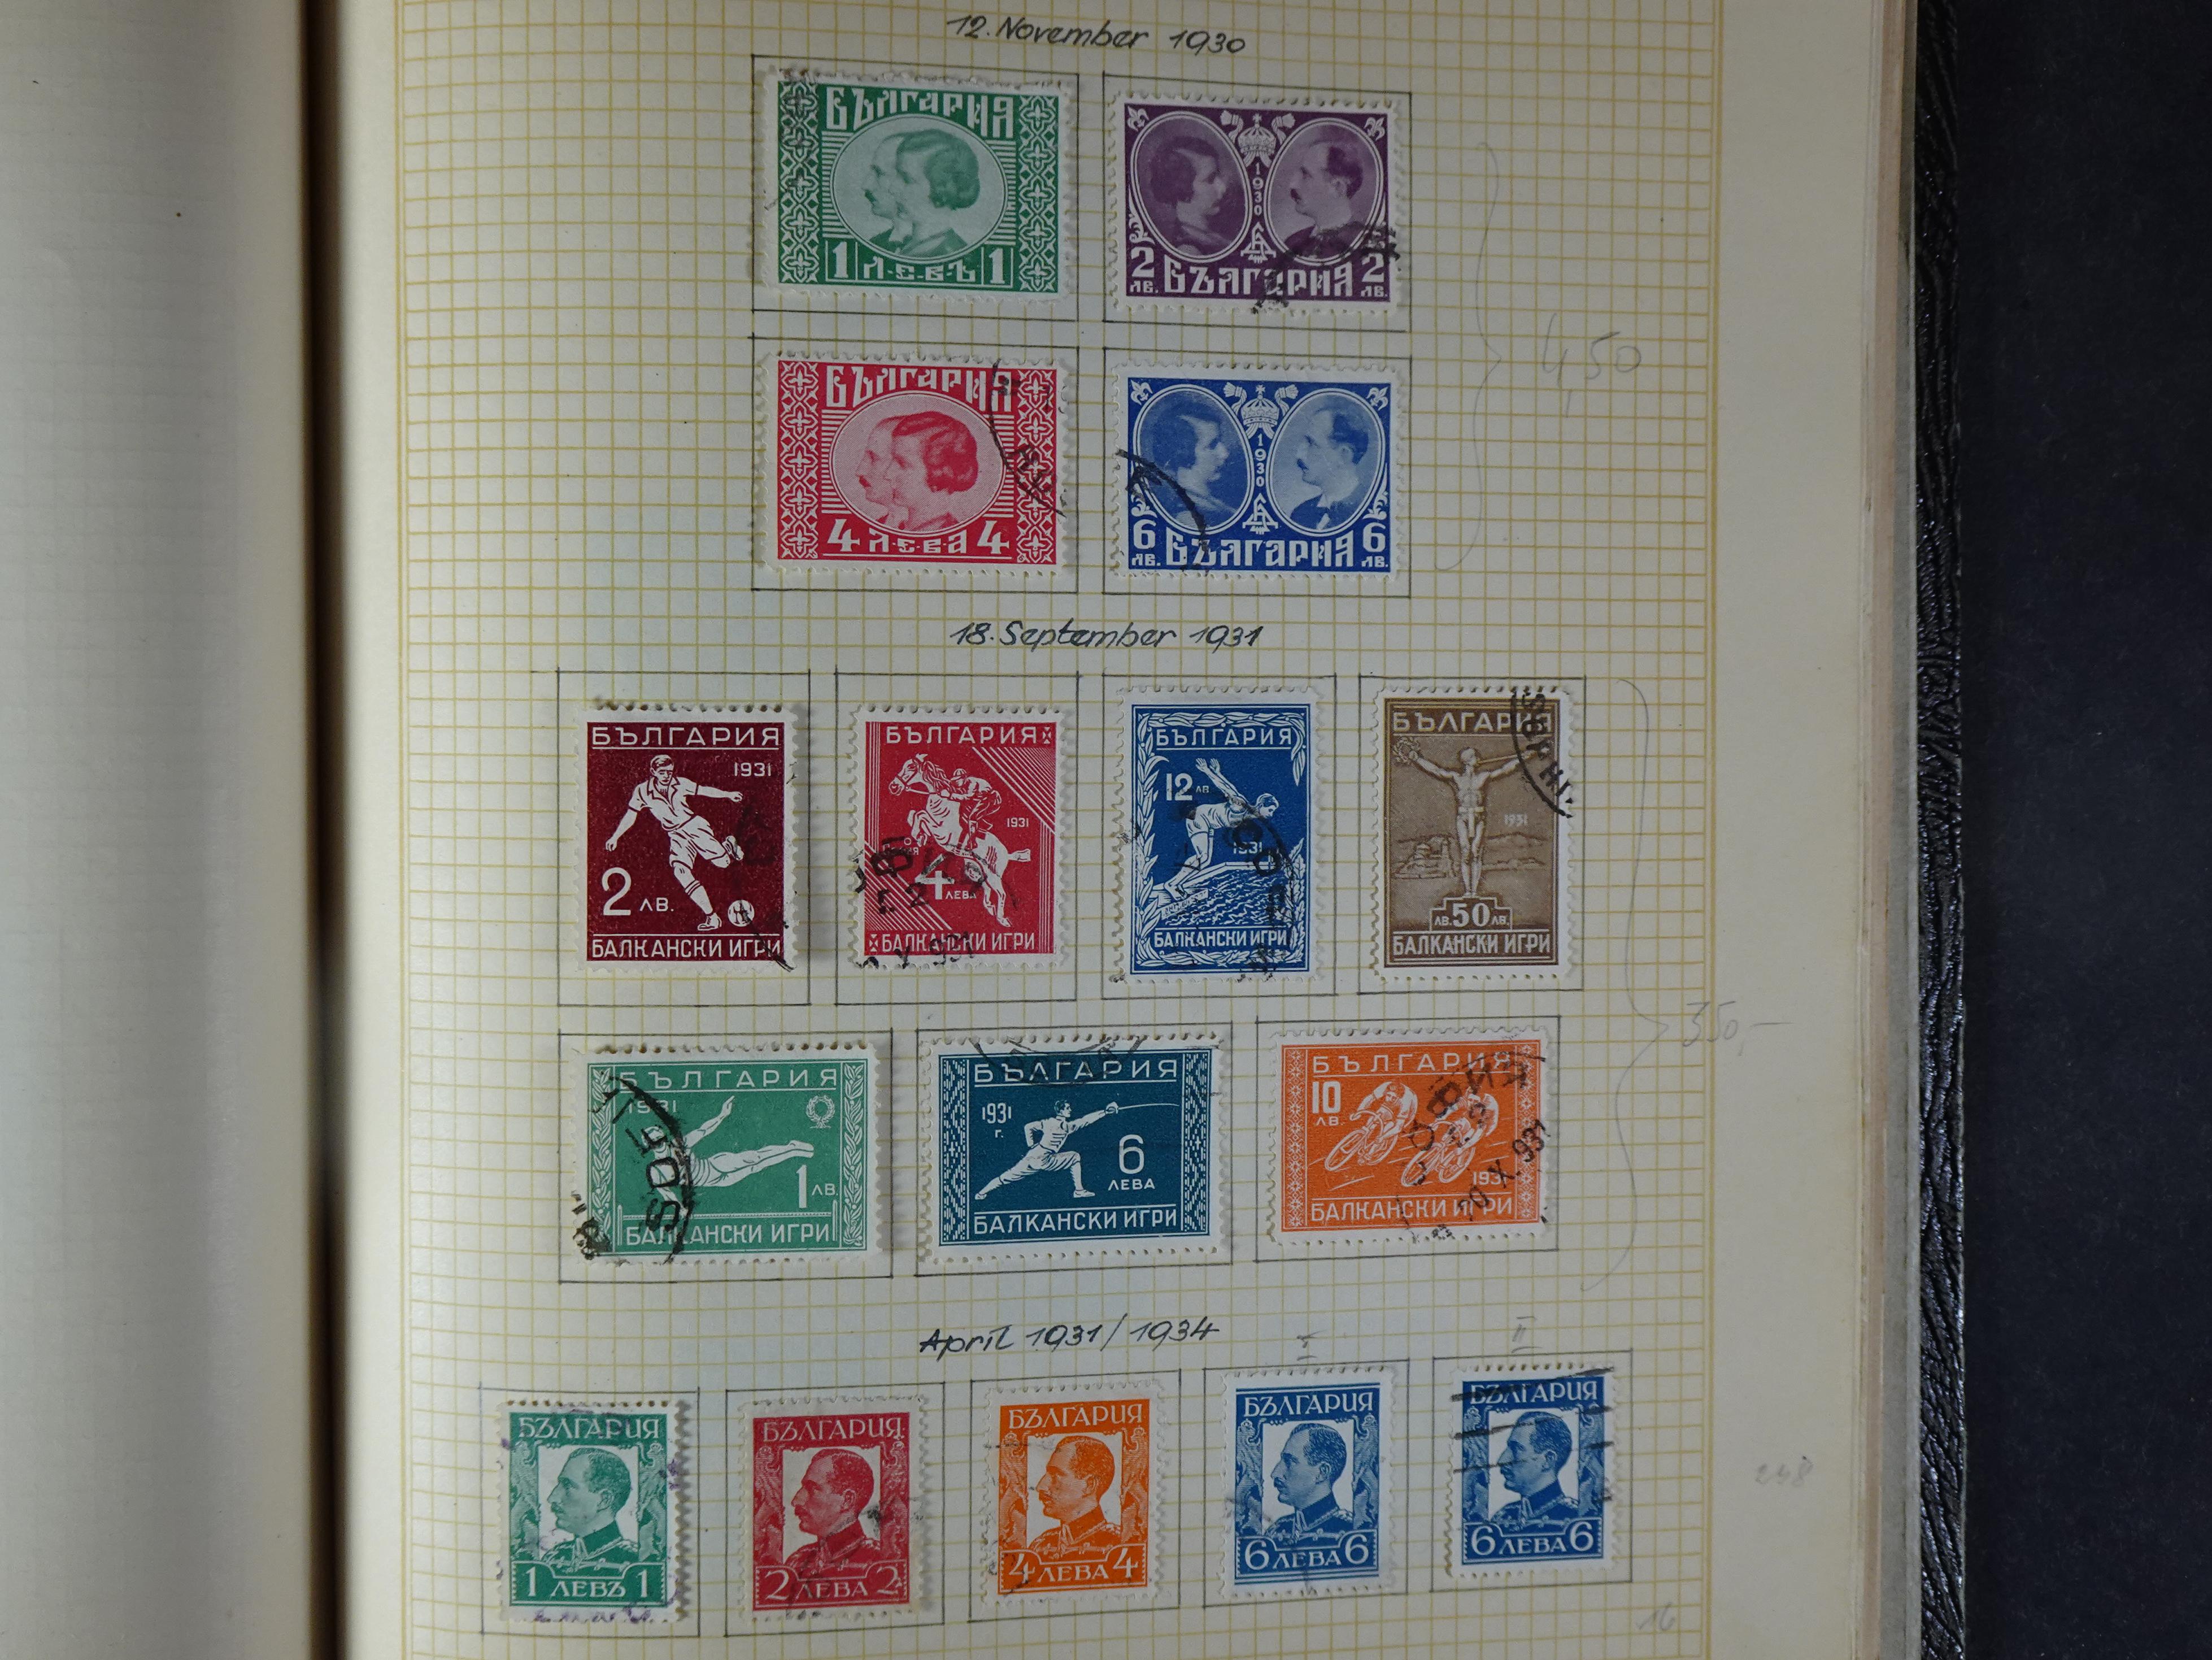 12. November 1930
БЪЛГАРИЯ
1 ЛЕВЪ 1
1930
2 БЪЛГАРИЯ 2
ЛВ. ЛВ.
БЪЛГАРИЯ
4 ЛЕВА 4
1930
6 БЪЛГАРИЯ 6
ЛВ. ЛВ.
4,50
18. September 1931
БЪЛГАРИЯ
1931
2 ЛВ.
БАЛКАНСКИ ИГРИ
БЪЛГАРИЯ
1931
4 ЛЕВА
БАЛКАНСКИ ИГРИ
X 931
БЪЛГАРИЯ
12 ЛВ
1931
БАЛКАНСКИ ИГРИ
БЪЛГАРИЯ
1931
ЛВ. 50 ЛВ.
БАЛКАНСКИ ИГРИ
БЪЛГАРИЯ
1931
1 ЛВ.
БАЛКАНСКИ ИГРИ
БЪЛГАРИЯ
1931
г.
6
ЛЕВА
БАЛКАНСКИ ИГРИ
БЪЛГАРИЯ
10
ЛВ
1931
БАЛКАНСКИ ИГРИ
X.931
350,-
April 1931/1934
I
II
БЪЛГАРИЯ
1 ЛЕВЪ 1
БЪЛГАРИЯ
2 ЛЕВА 2
БЪЛГАРИЯ
4 ЛЕВА 4
БЪЛГАРИЯ
6 ЛЕВА 6
БЪЛГАРИЯ
6 ЛЕВА 6
248
16